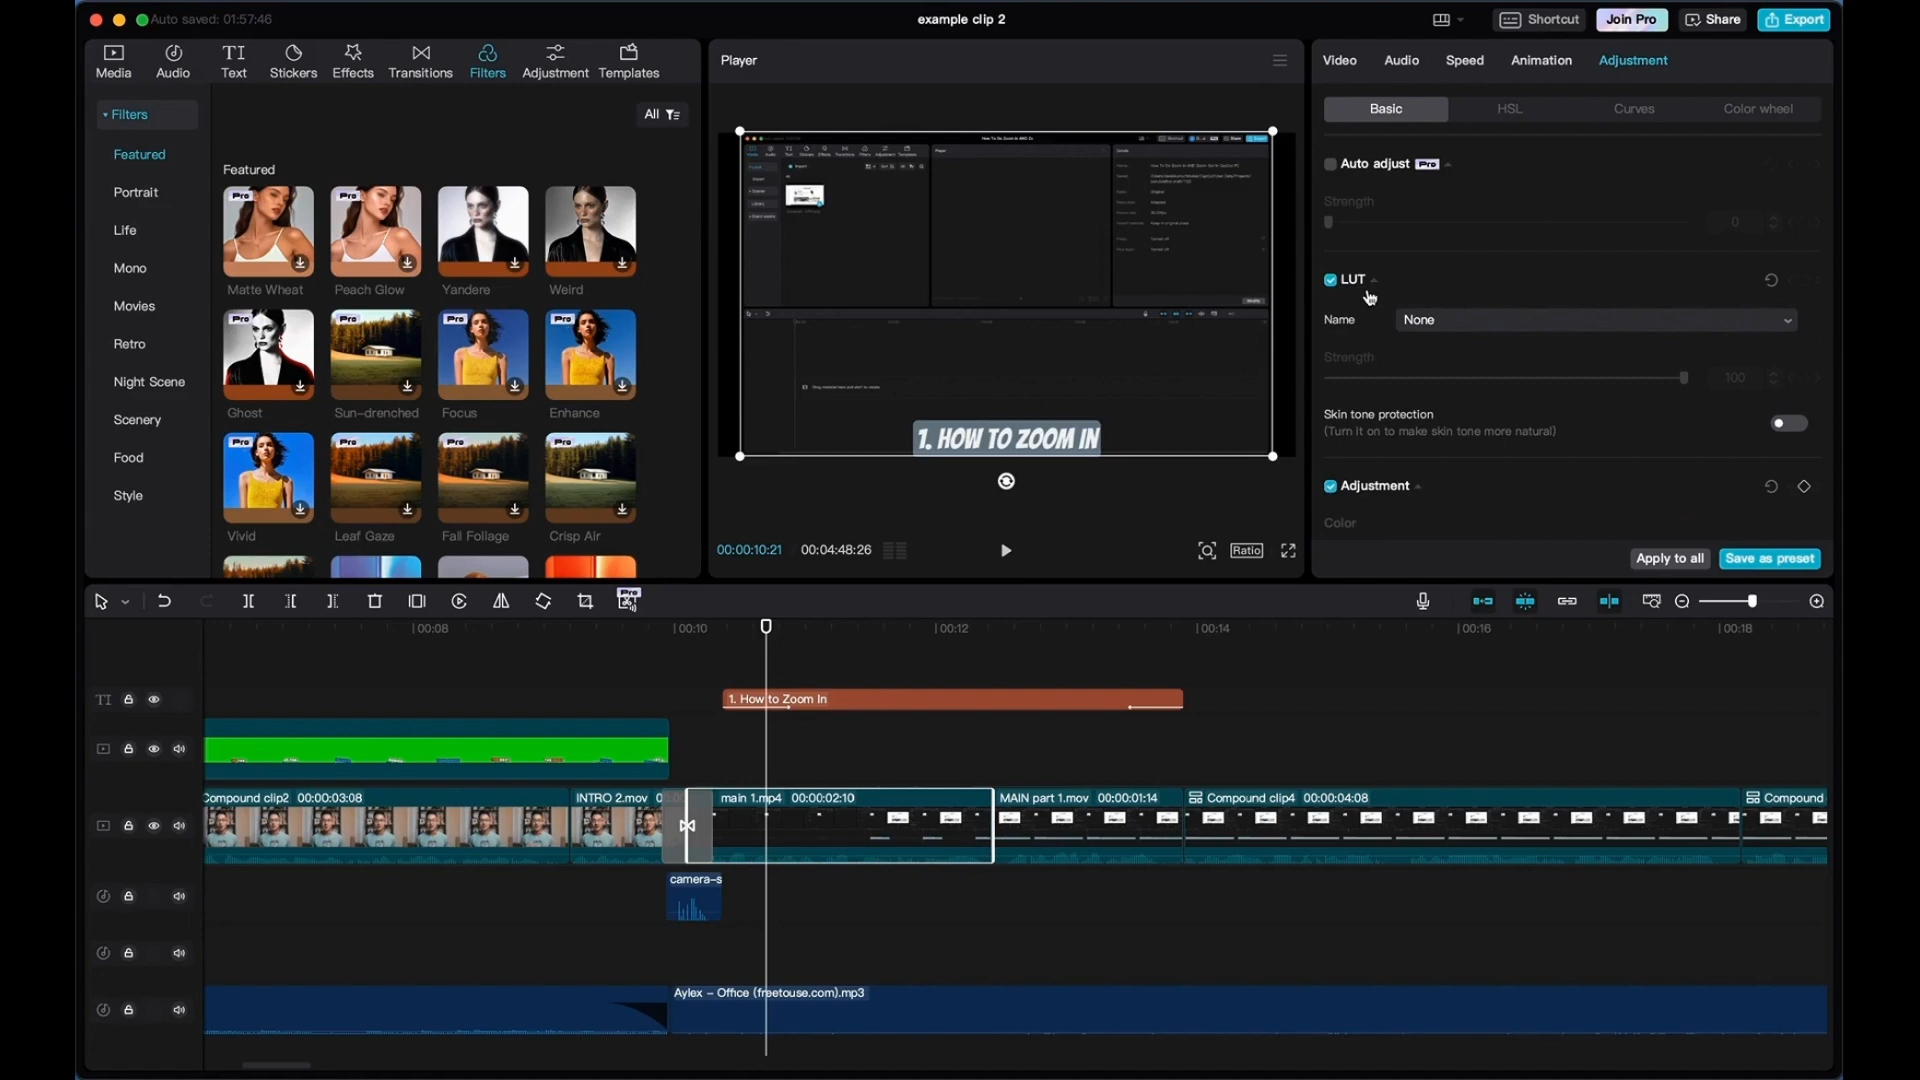 Auto saved: 01:57:46
example clip 2
Shortcut
Join Pro
Share
Export
Media
Audio
TI
Text
Stickers
Effects
Transitions
Filters
Adjustment
Templates
Filters
Featured
Portrait
Life
Mono
Movies
Retro
Night Scene
Scenery
Food
Style
All
Featured
Pro
Pro
Matte Wheat
Peach Glow
Yandere
Weird
Pro
Pro
Pro
Pro
Ghost
Sun-drenched
Focus
Enhance
Pro
Pro
Pro
Pro
Vivid
Leaf Gaze
Fall Foliage
Crisp Air
Player
1. HOW TO ZOOM IN
00:00:10:21
00:04:48:26
Ratio
Video
Audio
Speed
Animation
Adjustment
Basic
HSL
Curves
Color wheel
Auto adjust Pro
Strength
0
LUT
Name
None
Strength
100
Skin tone protection
(Turn it on to make skin tone more natural)
Adjustment
Color
Apply to all
Save as preset
Pro
00:08
00:10
00:12
00:14
00:16
00:18
TI
1. How to Zoom In
Compound clip2 00:00:03:08
INTRO 2.mov
main 1.mp4 00:00:02:10
MAIN part 1.mov 00:00:01:14
Compound clip4 00:00:04:08
Compound
camera-s
Aylex – Office (freetouse.com).mp3